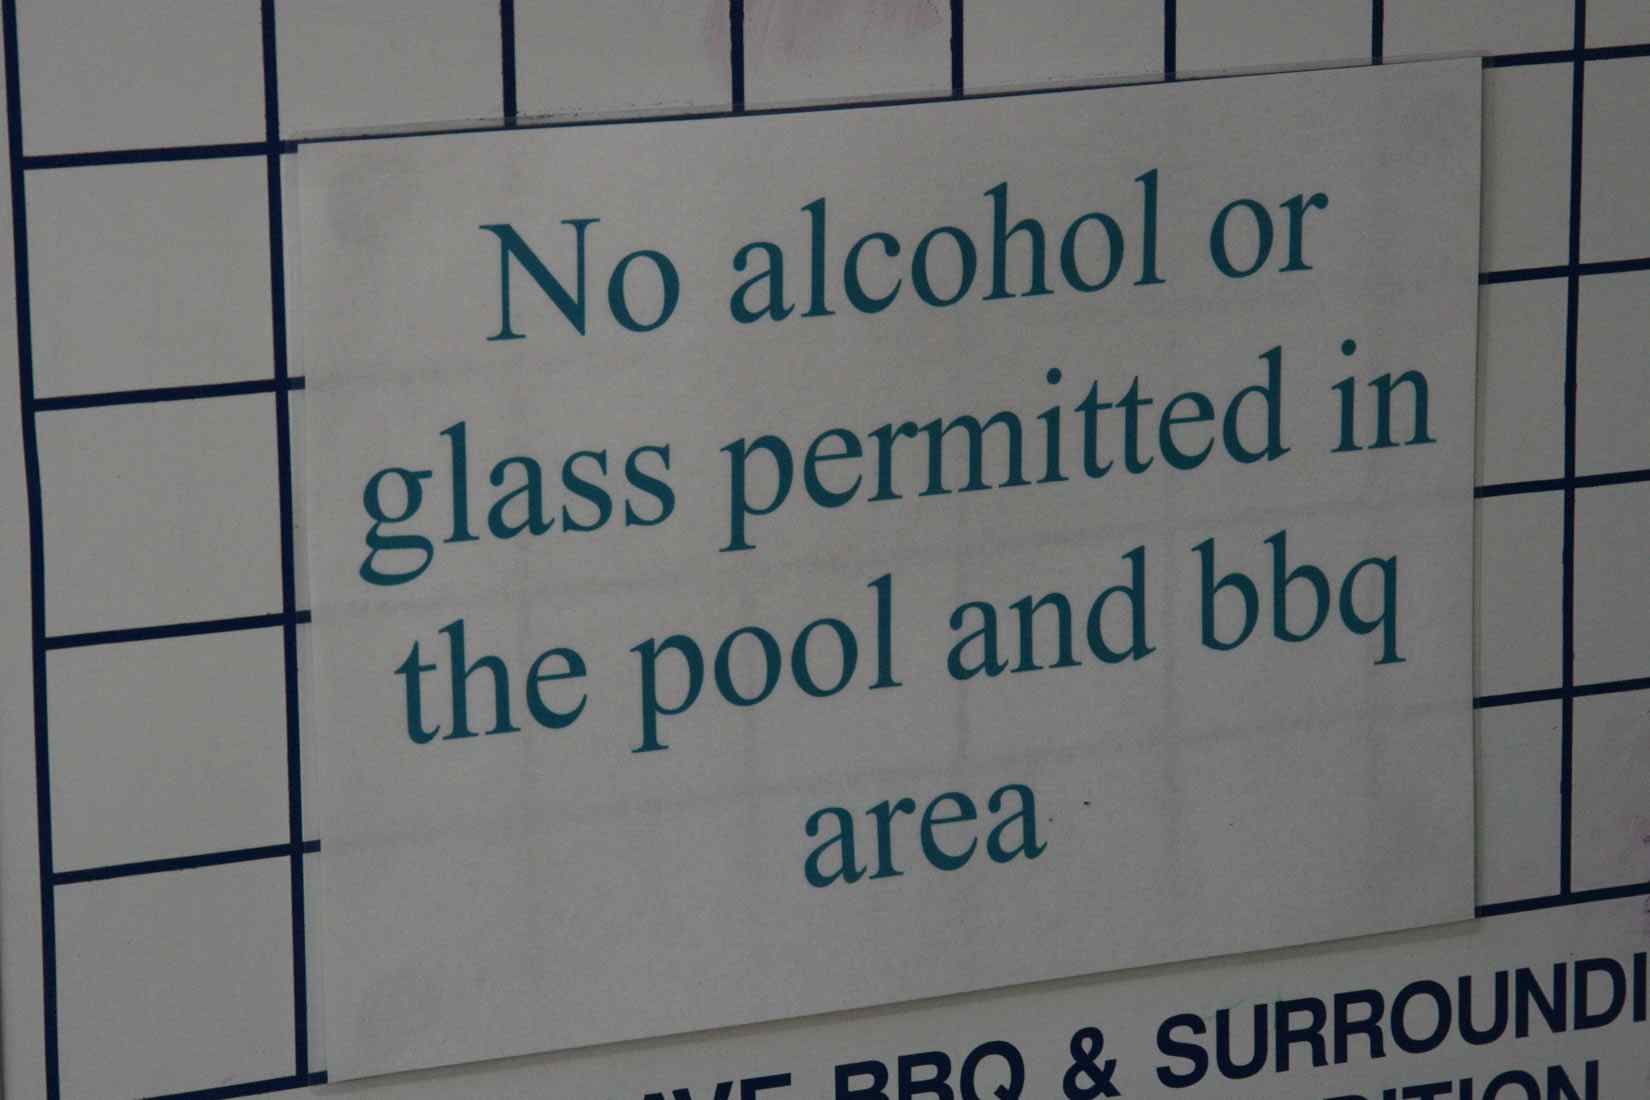 No alcohol or
glass permitted in
the pool and bbq
area
BBQ & SURROUNDI